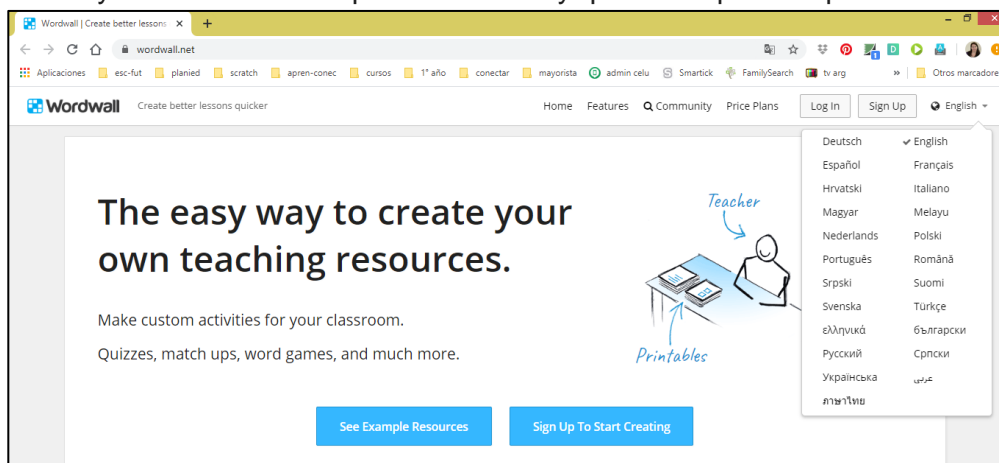 Wordwall | Create better lessons
wordwall.net
Aplicaciones esc-fut planied scratch apren-conec cursos 1° año conectar mayorista admin celu Smartick FamilySearch tv arg » Otros marcadore
Wordwall Create better lessons quicker Home Features Community Price Plans Log In Sign Up English
Deutsch English
Español Français
Hrvatski Italiano
Magyar Melayu
Nederlands Polski
Português Română
Srpski Suomi
Svenska Türkçe
ελληνικά български
Русский Српски
Українська عربى
ภาษาไทย
The easy way to create your
own teaching resources.
Make custom activities for your classroom.
Quizzes, match ups, word games, and much more.
Teacher
Printables
See Example Resources Sign Up To Start Creating